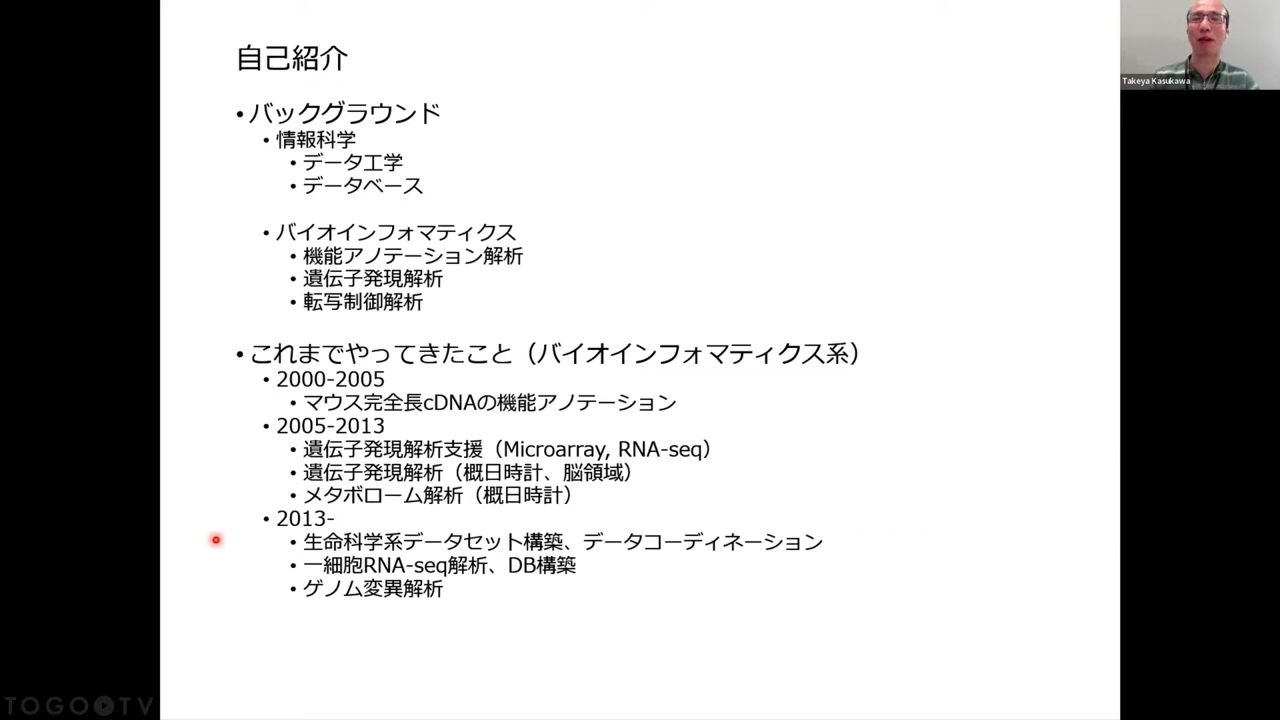 自己紹介
• バックグラウンド
• 情報科学
• データ工学
• データベース
• バイオインフォマティクス
• 機能アノテーション解析
• 遺伝子発現解析
• 転写制御解析
• これまでやってきたこと（バイオインフォマティクス系）
• 2000-2005
• マウス完全長cDNAの機能アノテーション
• 2005-2013
• 遺伝子発現解析支援（Microarray, RNA-seq）
• 遺伝子発現解析（概日時計、脳領域）
• メタボローム解析（概日時計）
• 2013-
• 生命科学系データセット構築、データコーディネーション
• 一細胞RNA-seq解析、DB構築
• ゲノム変異解析
Takeya Kasukawa
TOGO TV